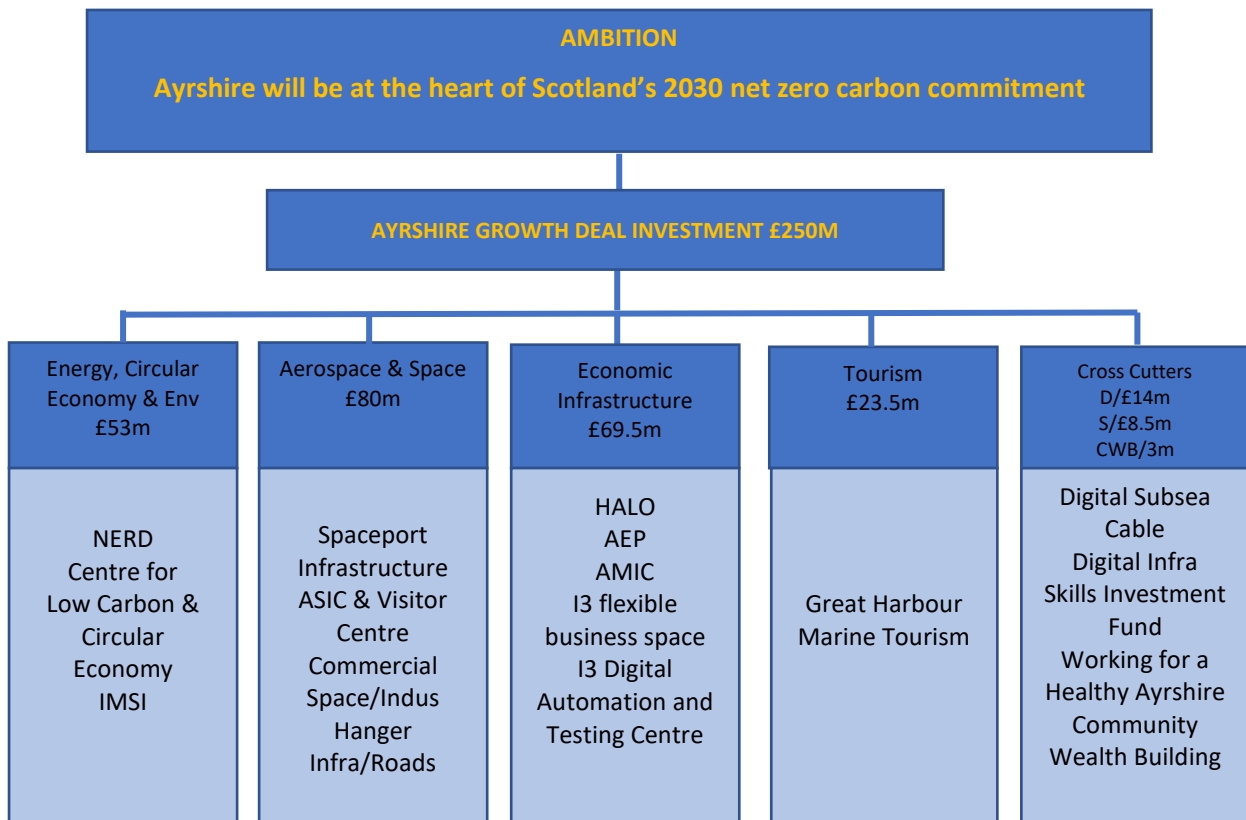 AMBITION
Ayrshire will be at the heart of Scotland's 2030 net zero carbon commitment
AYRSHIRE GROWTH DEAL INVESTMENT £250M
Energy, Circular
Economy & Env
£53m
NERD
Centre for
Low Carbon &
Circular
Economy
IMSI
Aerospace & Space
£80m
Spaceport
Infrastructure
ASIC & Visitor
Centre
Commercial
Space/Indus
Hanger
Infra/Roads
Economic
Infrastructure
£69.5m
HALO
AEP
AMIC
I3 flexible
business space
I3 Digital
Automation and
Testing Centre
Tourism
£23.5m
Great Harbour
Marine Tourism
Cross Cutters
D/£14m
S/£8.5m
CWB/3m
Digital Subsea
Cable
Digital Infra
Skills Investment
Fund
Working for a
Healthy Ayrshire
Community
Wealth Building